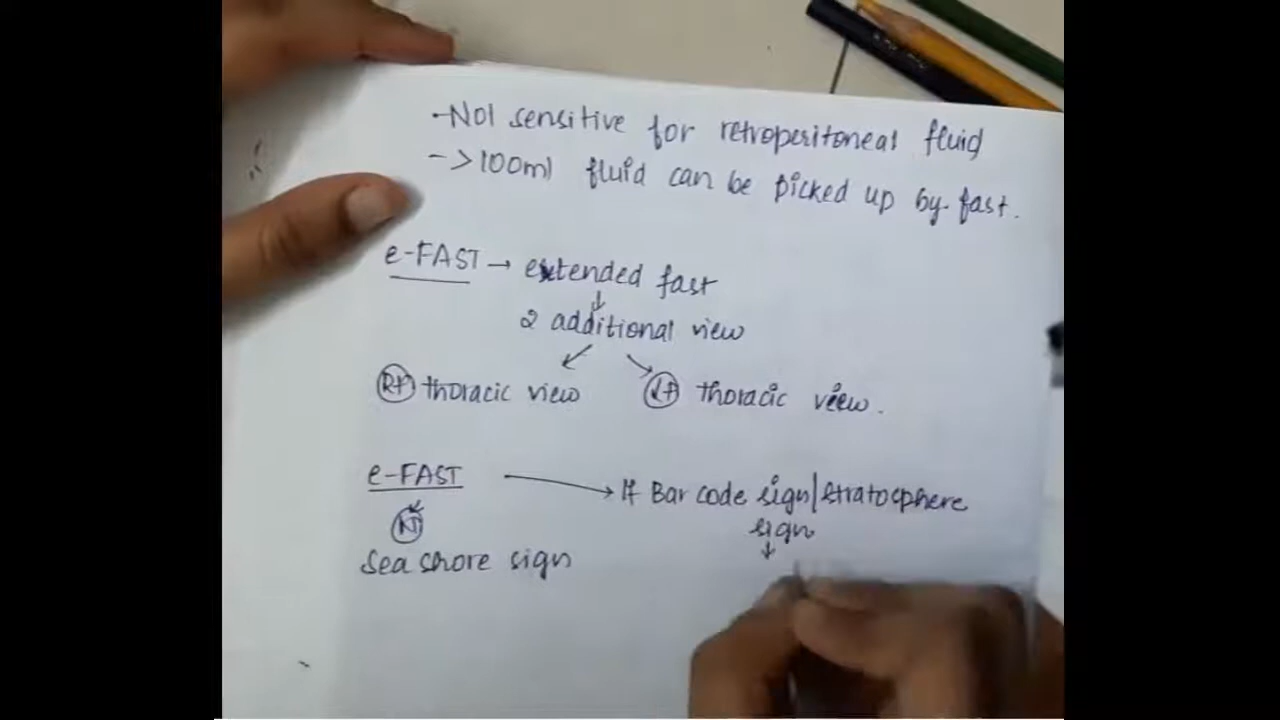 - Not sensitive for retroperitoneal fluid
- >100ml fluid can be picked up by fast.
e-FAST → extended fast
↓
2 additional view
Rt thoracic view Lt thoracic view.
e-FAST → If Bar code sign/stratosphere
sign
↓
Sea shore sign